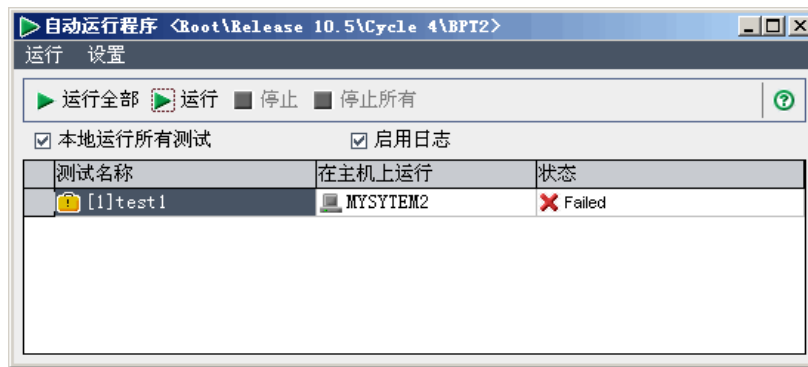 自动运行程序 <Root\Release 10.5\Cycle 4\BPT2>
运行 设置
运行全部 运行 停止 停止所有 ?
本地运行所有测试 启用日志
测试名称 在主机上运行 状态
[1]test1 MYSYTEM2 Failed